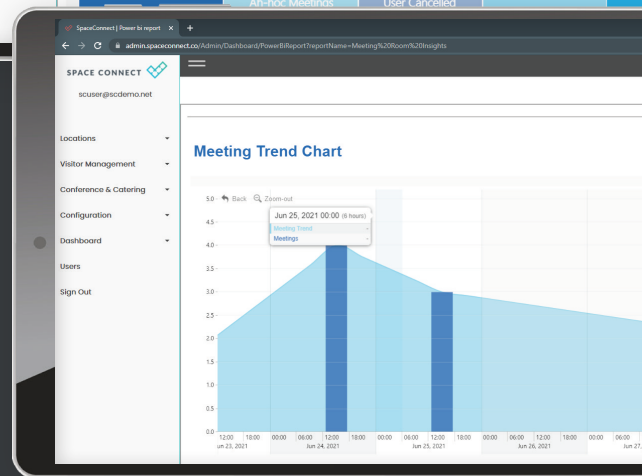 An-hoc Meetings
User Cancelled
SpaceConnect | Power bi report
admin.spaceconnect.co/Admin/Dashboard/PowerBiReport?reportName=Meeting%20Room%20Insights
SPACE CONNECT
scuser@scdemo.net
Locations
Visitor Management
Conference & Catering
Configuration
Dashboard
Users
Sign Out
Meeting Trend Chart
Back Zoom-out
Jun 25, 2021 00:00 (6 hours)
Meeting Trend -
Meetings -
5.0
4.5
4.0
3.5
3.0
2.5
2.0
1.5
1.0
0.5
0.0
12:00 18:00 00:00 06:00 12:00 18:00 00:00 06:00 12:00 18:00 00:00 06:00 12:00 18:00 00:00 06:00
un 23, 2021 Jun 24, 2021 Jun 25, 2021 Jun 26, 2021 Jun 27,